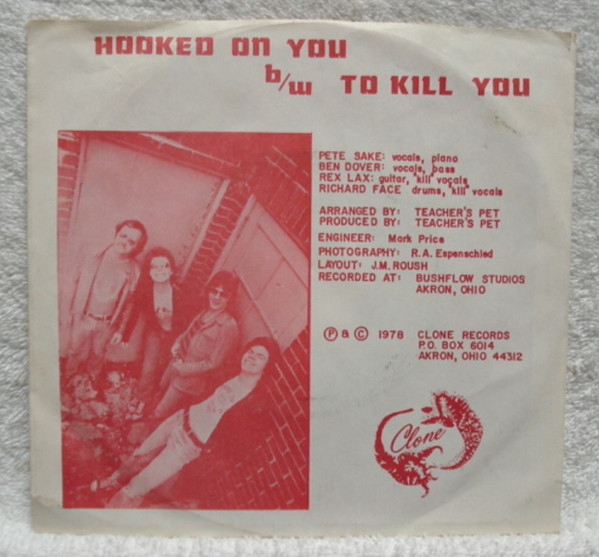 HOOKED ON YOU
b/w TO KILL YOU
PETE SAKE: vocals, piano
BEN DOVER: vocals, bass
REX LAX: guitar, kill vocals
RICHARD FACE drums, kill vocals
ARRANGED BY: TEACHER'S PET
PRODUCED BY: TEACHER'S PET
ENGINEER: Mark Price
PHOTOGRAPHY: R.A. Espenschied
LAYOUT: J.M. ROUSH
RECORDED AT: BUSHFLOW STUDIOS
AKRON, OHIO
Ⓟ & © 1978 CLONE RECORDS
P.O. BOX 6014
AKRON, OHIO 44312
Clone